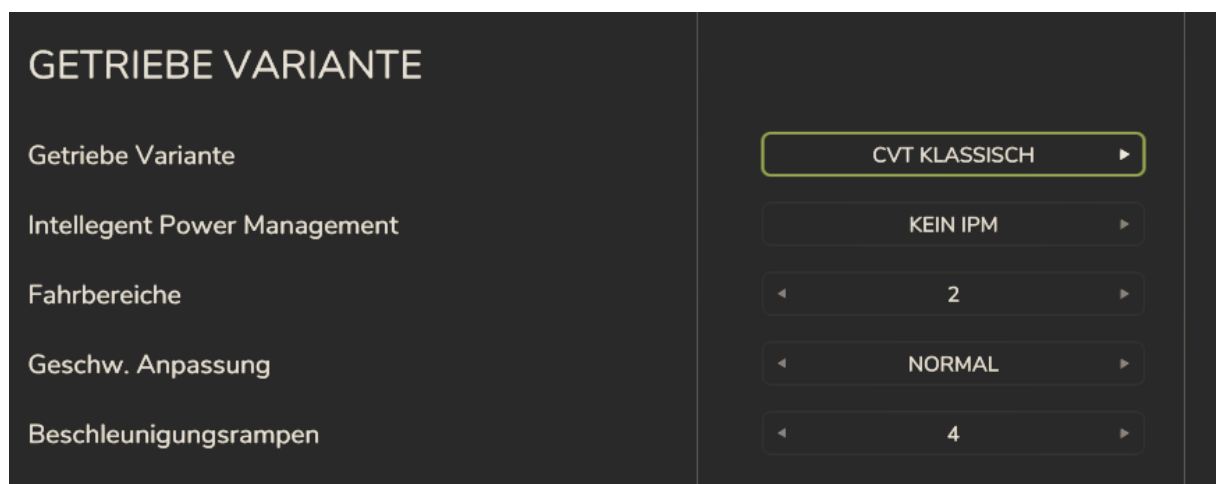 GETRIEBE VARIANTE
Getriebe Variante CVT KLASSISCH
Intellegent Power Management KEIN IPM
Fahrbereiche 2
Geschw. Anpassung NORMAL
Beschleunigungsrampen 4